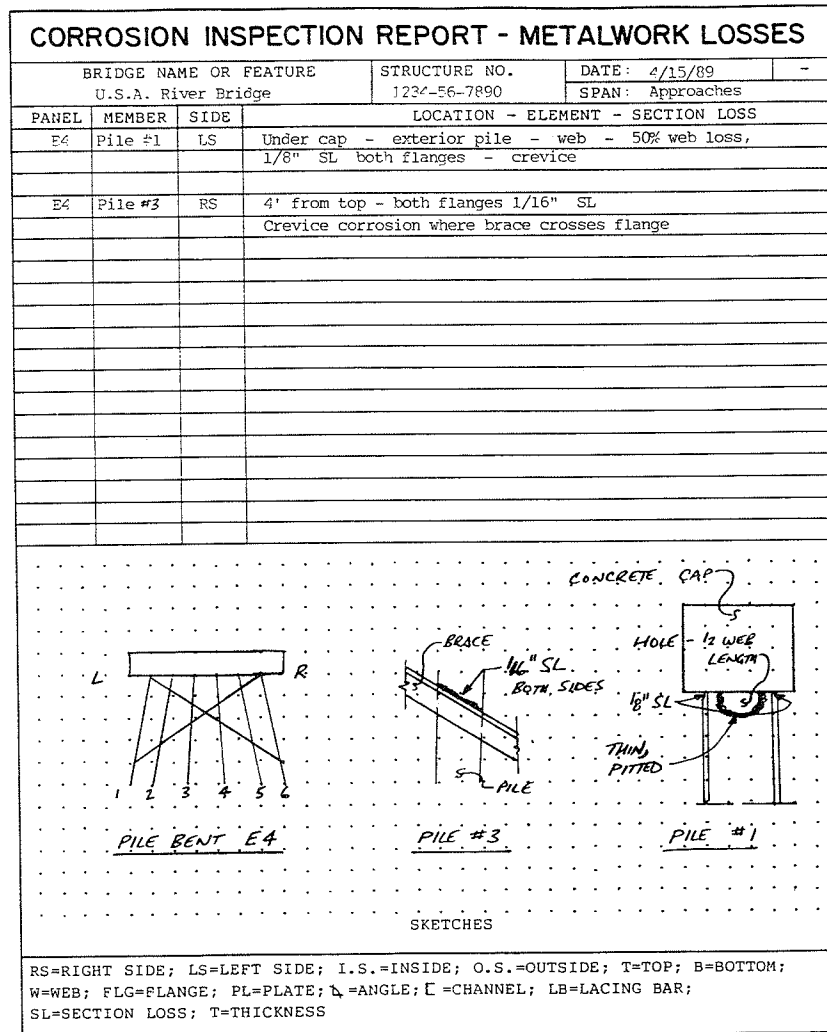 CORROSION INSPECTION REPORT - METALWORK LOSSES
BRIDGE NAME OR FEATURE
U.S.A. River Bridge
STRUCTURE NO.
1234-56-7890
DATE: 4/15/89
SPAN: Approaches
-
PANEL MEMBER SIDE LOCATION - ELEMENT - SECTION LOSS
E4 Pile #1 LS Under cap - exterior pile - web - 50% web loss,
1/8" SL both flanges - crevice
E4 Pile #3 RS 4' from top - both flanges 1/16" SL
Crevice corrosion where brace crosses flange
L
R
1 2 3 4 5 6
PILE BENT E4
BRACE
1/16" SL
BOTH SIDES
S
S
PILE
PILE #3
CONCRETE CAP
S
HOLE - 1/2 WEB
LENGTH
1/8" SL
S
THIN,
PITTED
PILE #1
SKETCHES
RS=RIGHT SIDE; LS=LEFT SIDE; I.S.=INSIDE; O.S.=OUTSIDE; T=TOP; B=BOTTOM;
W=WEB; FLG=FLANGE; PL=PLATE; =ANGLE; [ =CHANNEL; LB=LACING BAR;
SL=SECTION LOSS; T=THICKNESS